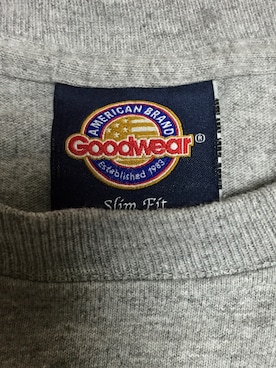 AMERICAN BRAND
Goodwear®
Established 1983
Slim Fit